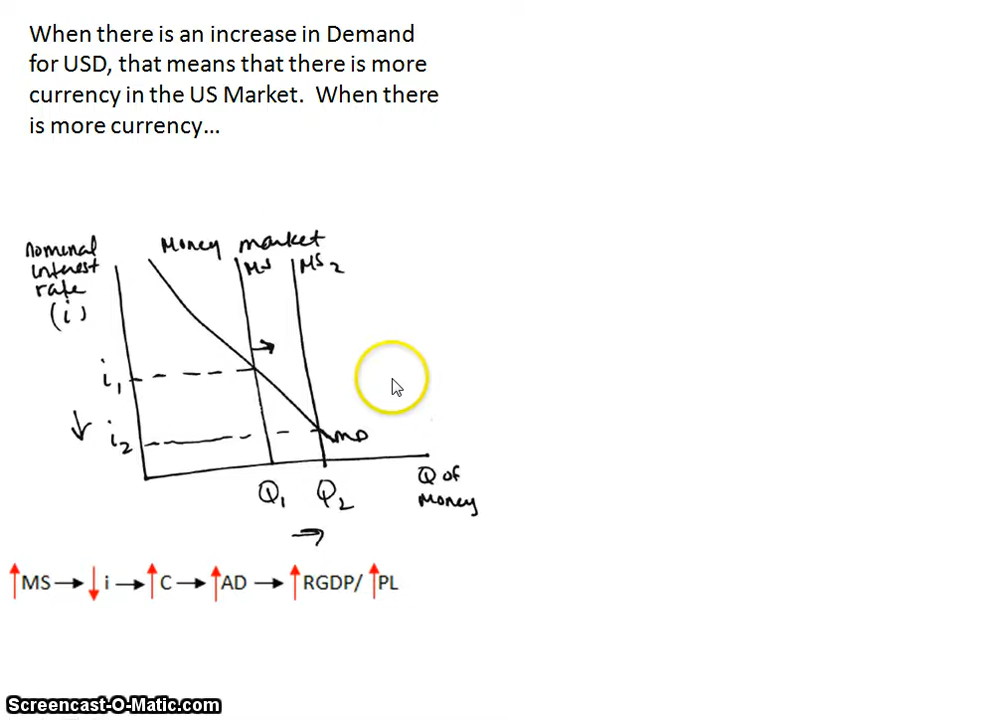 When there is an increase in Demand
for USD, that means that there is more
currency in the US Market.  When there
is more currency...
Nominal
interest
rate
(i)
Money market
MS
MS2
i1
↓ i2
MD
Q1
Q2
Q of
Money
→
↑MS→↓i→↑C→↑AD→↑RGDP/↑PL
Screencast-O-Matic.com